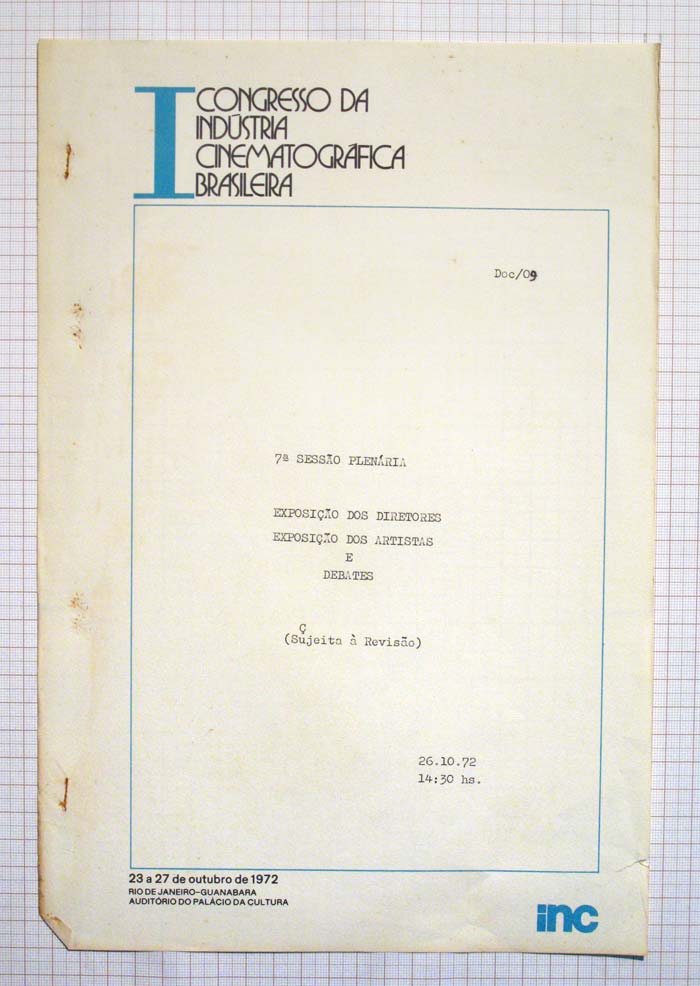 I CONGRESSO DA
INDÚSTRIA
CINEMATOGRÁFICA
BRASILEIRA
Doc/09
7ª SESSÃO PLENÁRIA
EXPOSIÇÃO DOS DIRETORES
EXPOSIÇÃO DOS ARTISTAS
E
DEBATES
Ç
(Sujeita à Revisão)
26.10.72
14:30 hs.
23 a 27 de outubro de 1972
RIO DE JANEIRO-GUANABARA
AUDITÓRIO DO PALÁCIO DA CULTURA
inc